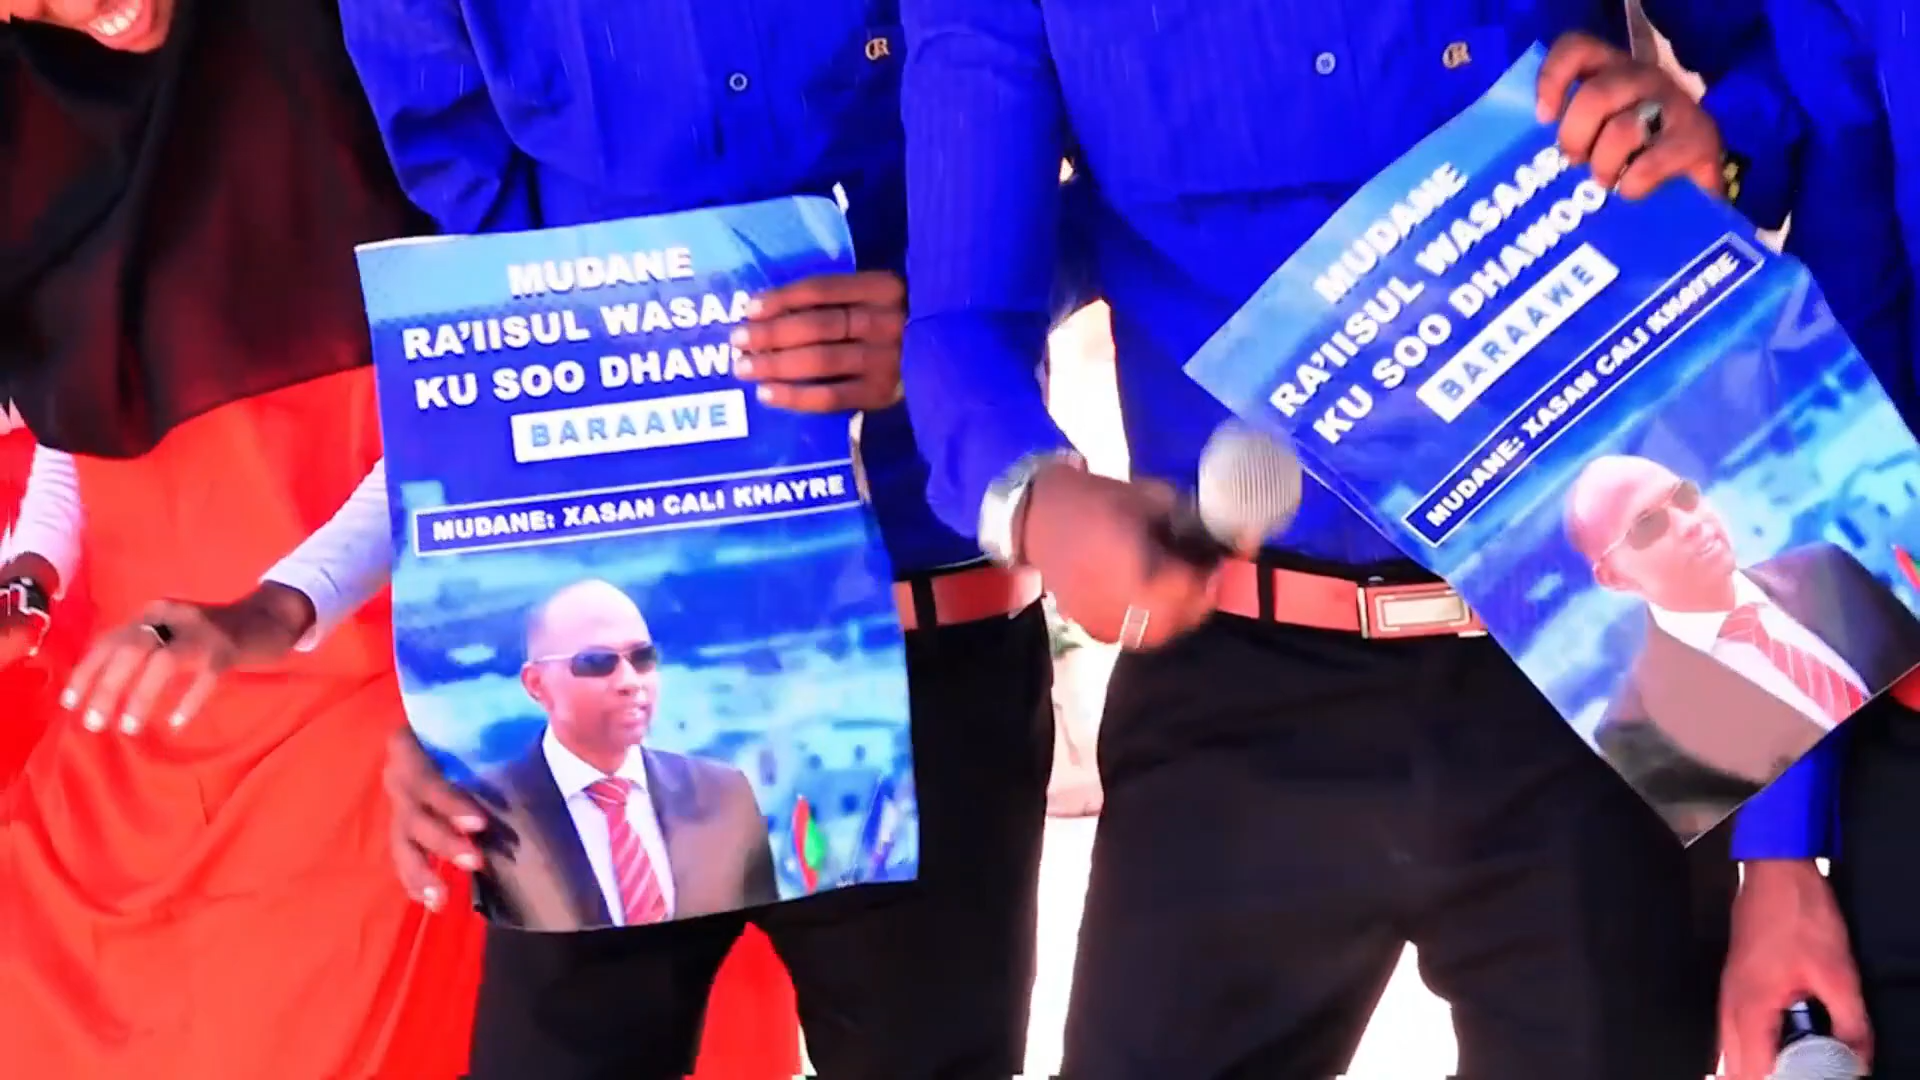 MUDANE
RA'IISUL WASAA
KU SOO DHAW
BARAAWE
MUDANE: XASAN CALI KHAYRE
MUDANE
RA'IISUL WASAAR
KU SOO DHAWOO
BARAAWE
MUDANE: XASAN CALI KHAYRE